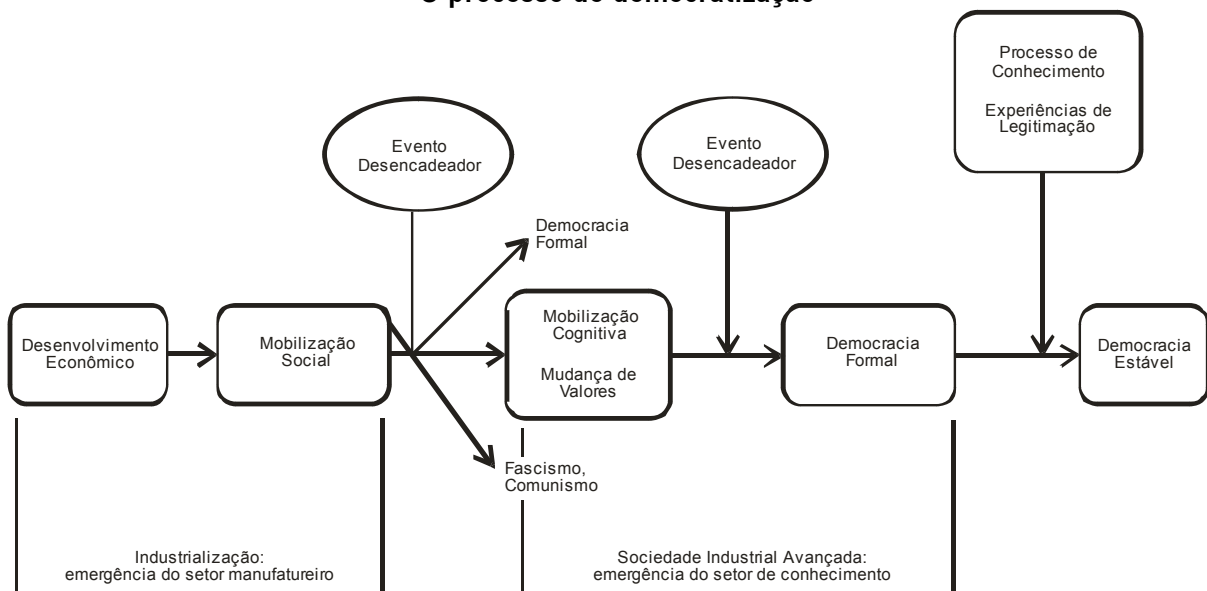 O processo de democratização
Processo de
Conhecimento
Experiências de
Legitimação
Evento
Desencadeador
Evento
Desencadeador
Democracia
Formal
Desenvolvimento
Econômico
Mobilização
Social
Mobilização
Cognitiva
Mudança de
Valores
Democracia
Formal
Democracia
Estável
Fascismo,
Comunismo
Industrialização:
emergência do setor manufatureiro
Sociedade Industrial Avançada:
emergência do setor de conhecimento